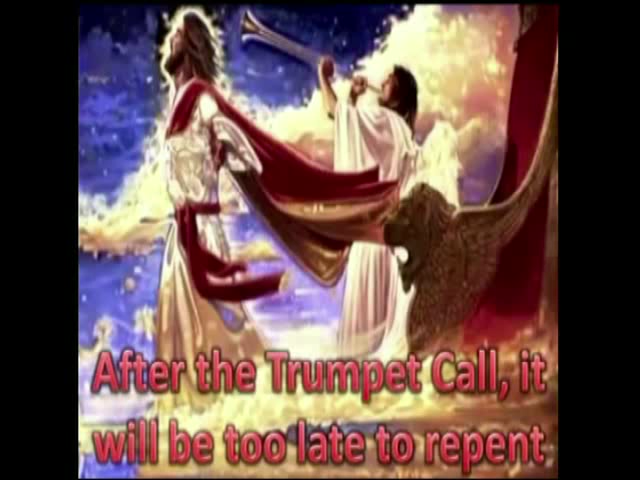 After the Trumpet Call, it
will be too late to repent